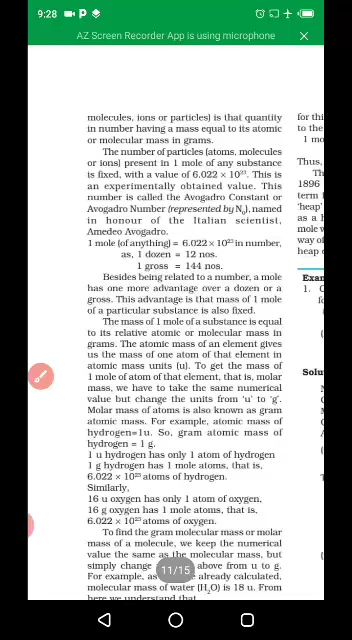 9:28
AZ Screen Recorder App is using microphone
molecules, ions or particles) is that quantity
in number having a mass equal to its atomic
or molecular mass in grams.
The number of particles (atoms, molecules
or ions) present in 1 mole of any substance
is fixed, with a value of 6.022 × 10²³. This is
an experimentally obtained value. This
number is called the Avogadro Constant or
Avogadro Number (represented by N₀), named
in honour of the Italian scientist,
Amedeo Avogadro.
1 mole (of anything) = 6.022 × 10²³ in number,
as, 1 dozen = 12 nos.
1 gross = 144 nos.
Besides being related to a number, a mole
has one more advantage over a dozen or a
gross. This advantage is that mass of 1 mole
of a particular substance is also fixed.
The mass of 1 mole of a substance is equal
to its relative atomic or molecular mass in
grams. The atomic mass of an element gives
us the mass of one atom of that element in
atomic mass units (u). To get the mass of
1 mole of atom of that element, that is, molar
mass, we have to take the same numerical
value but change the units from 'u' to 'g'.
Molar mass of atoms is also known as gram
atomic mass. For example, atomic mass of
hydrogen=1u. So, gram atomic mass of
hydrogen = 1 g.
1 u hydrogen has only 1 atom of hydrogen
1 g hydrogen has 1 mole atoms, that is,
6.022 × 10²³ atoms of hydrogen.
Similarly,
16 u oxygen has only 1 atom of oxygen,
16 g oxygen has 1 mole atoms, that is,
6.022 × 10²³ atoms of oxygen.
To find the gram molecular mass or molar
mass of a molecule, we keep the numerical
value the same as the molecular mass, but
simply change above from u to g.
For example, as already calculated,
molecular mass of water (H₂O) is 18 u. From
here we understand that
11/15
for thi
to the
1 mo
Thus,
Th
1896
term
'heap'
as a
mole w
way of
heap o
Exam
1.
Solu